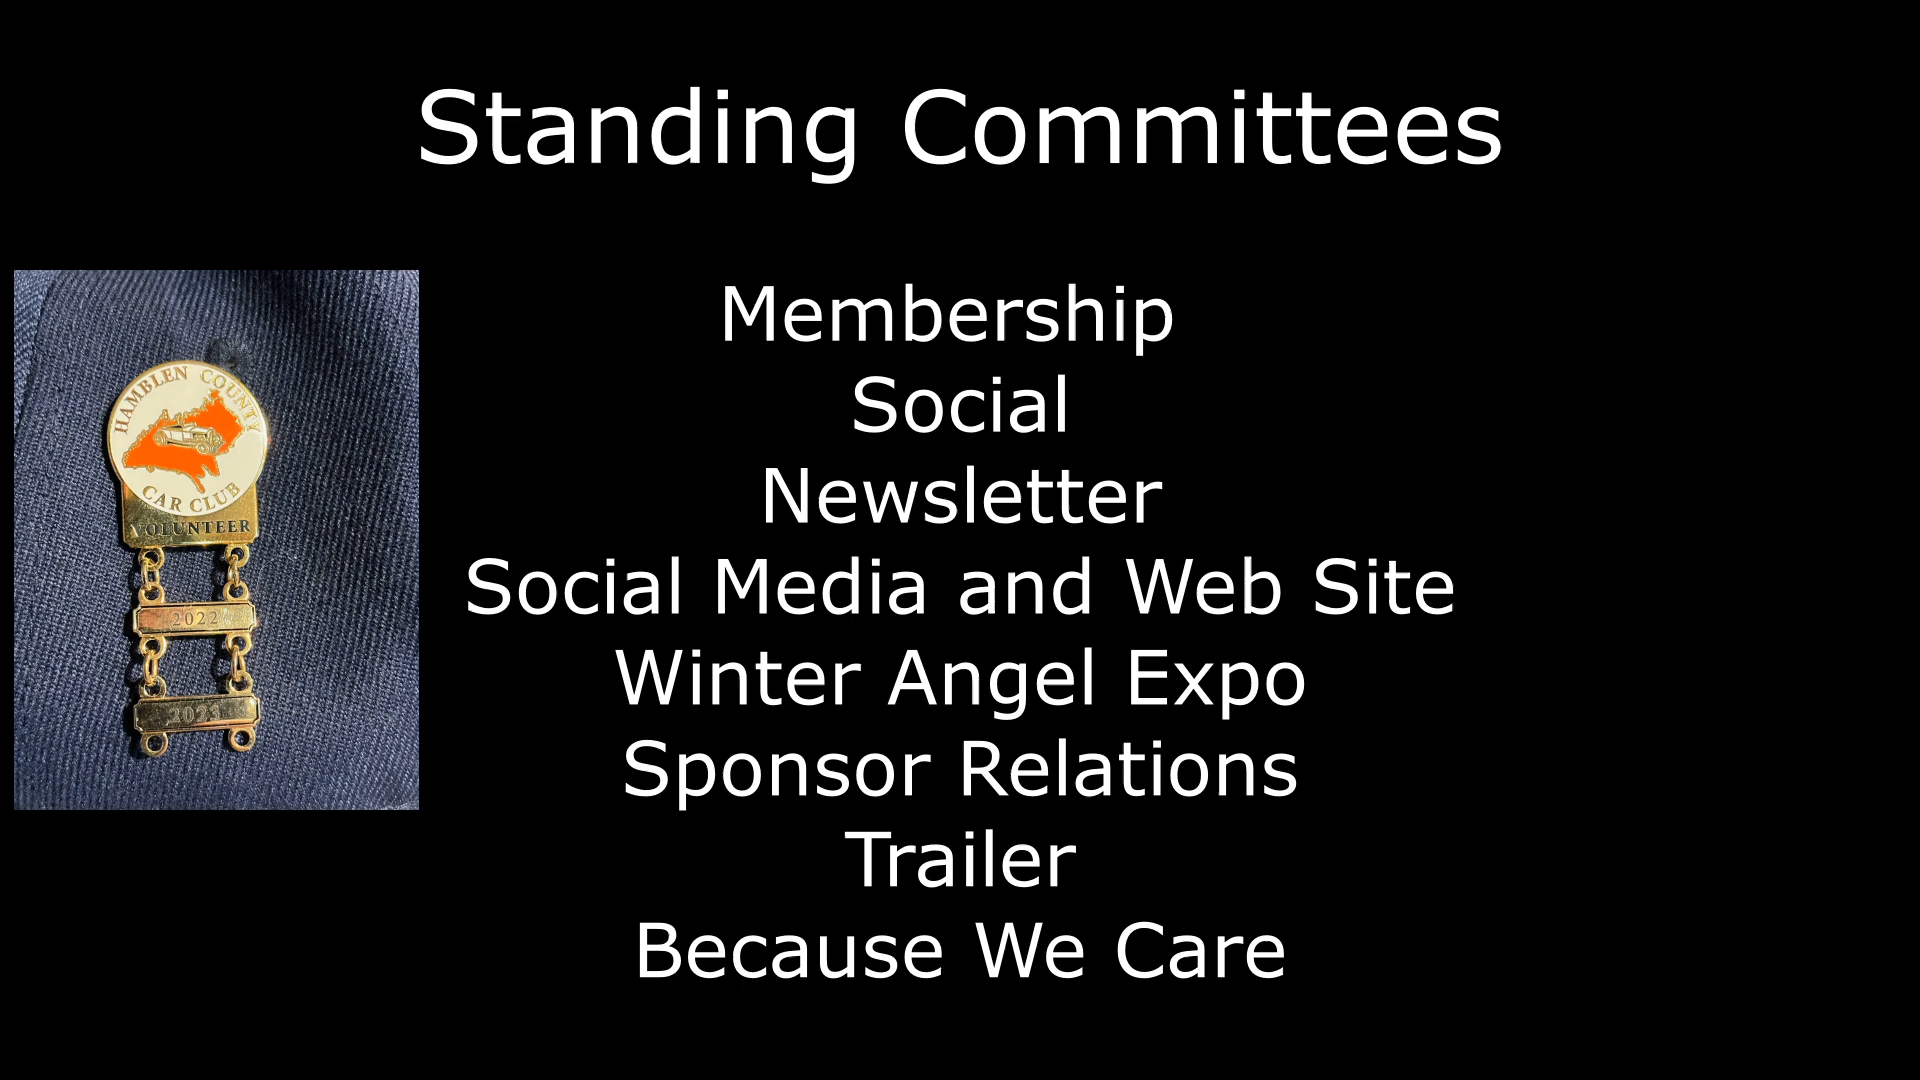 Standing Committees
HAMBLEN COUNTY
CAR CLUB
VOLUNTEER
2022
2023
Membership
Social
Newsletter
Social Media and Web Site
Winter Angel Expo
Sponsor Relations
Trailer
Because We Care